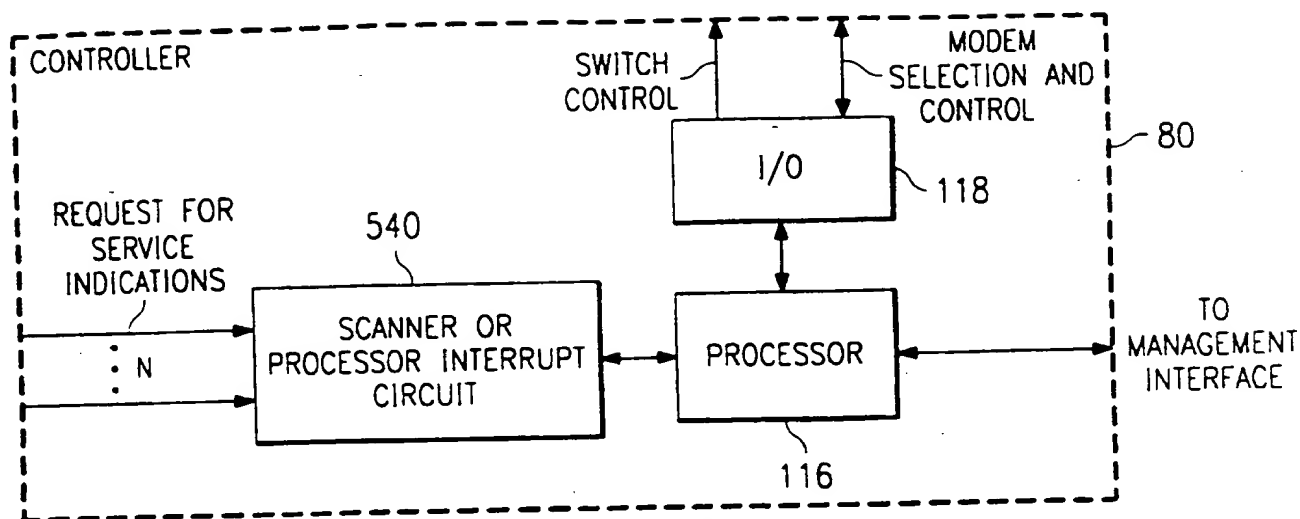 CONTROLLER
SWITCH
CONTROL
MODEM
SELECTION AND
CONTROL
80
I/O
118
REQUEST FOR
SERVICE
INDICATIONS
540
N
SCANNER OR
PROCESSOR INTERRUPT
CIRCUIT
PROCESSOR
116
TO
MANAGEMENT
INTERFACE